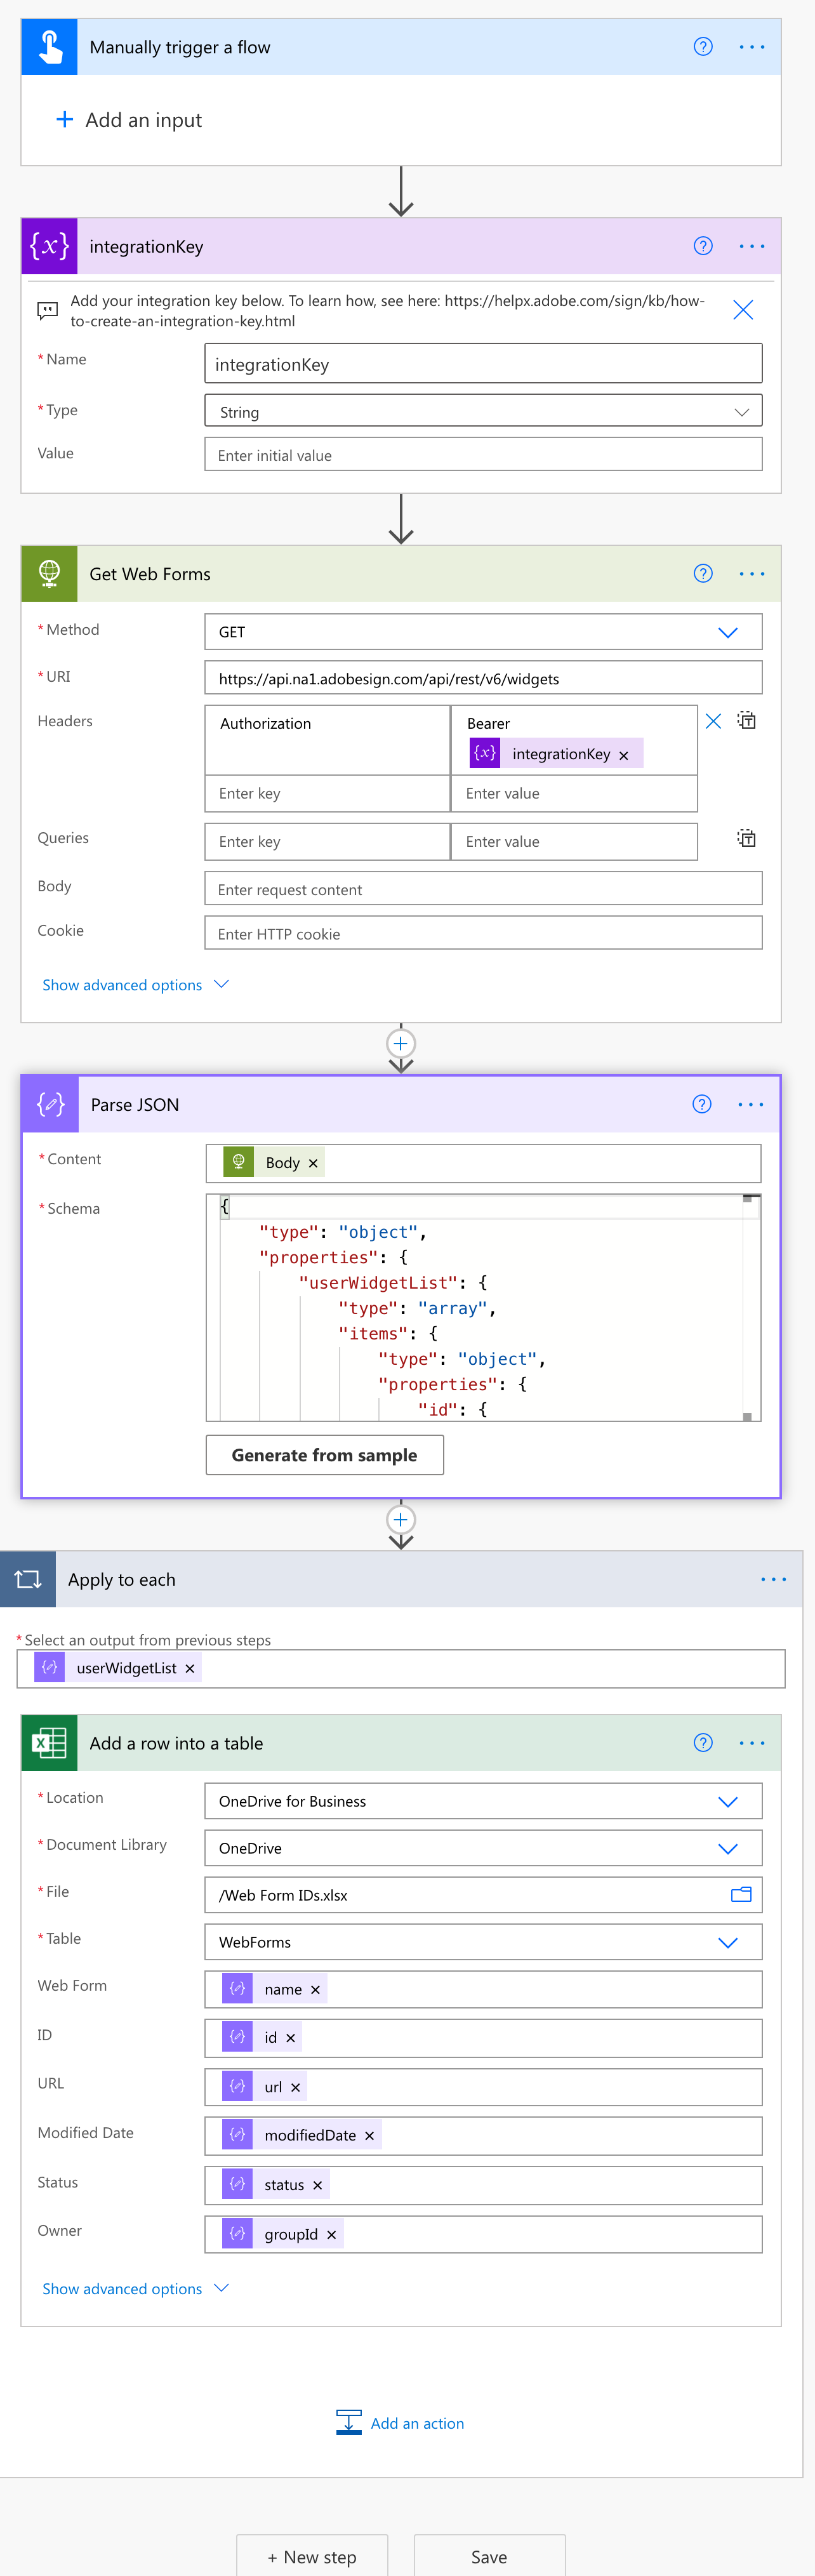 Manually trigger a flow
Add an input
{x} integrationKey
Add your integration key below. To learn how, see here: https://helpx.adobe.com/sign/kb/how-
to-create-an-integration-key.html
* Name integrationKey
* Type String
Value Enter initial value
Get Web Forms
* Method GET
* URI https://api.na1.adobesign.com/api/rest/v6/widgets
Headers Authorization Bearer
{x} integrationKey ×
Enter key Enter value
Queries Enter key Enter value
Body Enter request content
Cookie Enter HTTP cookie
Show advanced options
Parse JSON
* Content Body ×
* Schema {
"type": "object",
"properties": {
"userWidgetList": {
"type": "array",
"items": {
"type": "object",
"properties": {
"id": {
Generate from sample
Apply to each
* Select an output from previous steps
userWidgetList ×
Add a row into a table
* Location OneDrive for Business
* Document Library OneDrive
* File /Web Form IDs.xlsx
* Table WebForms
Web Form name ×
ID id ×
URL url ×
Modified Date modifiedDate ×
Status status ×
Owner groupId ×
Show advanced options
Add an action
+ New step Save